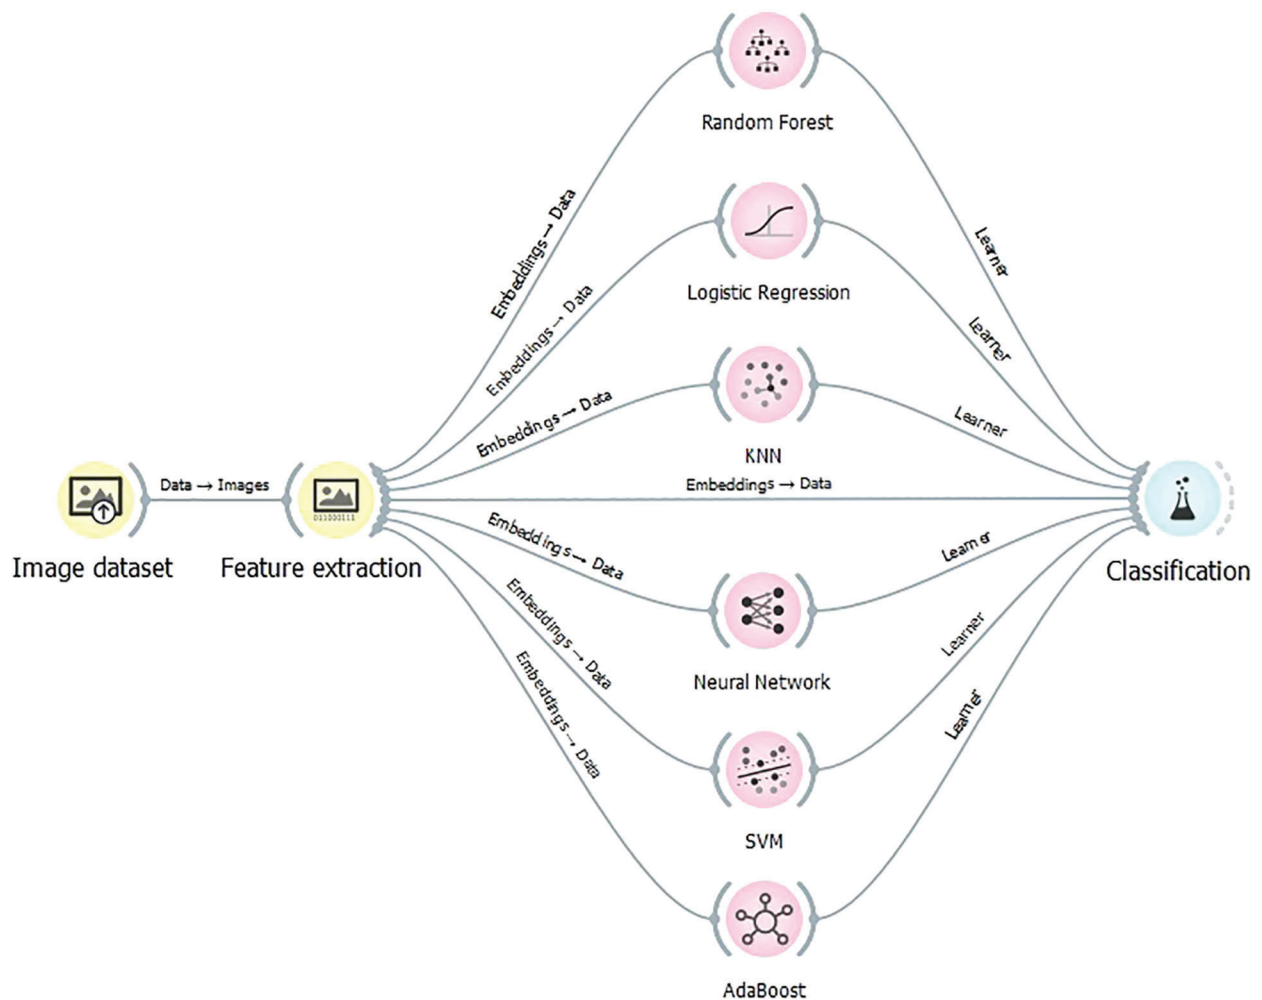 Random Forest
Embeddings → Data
Learner
Logistic Regression
Embeddings → Data
Learner
KNN
Embeddings → Data
Learner
Data → Images
Embeddings → Data
Image dataset
Feature extraction
Classification
Embeddings → Data
Learner
Neural Network
Embeddings → Data
Learner
SVM
Embeddings → Data
Learner
AdaBoost